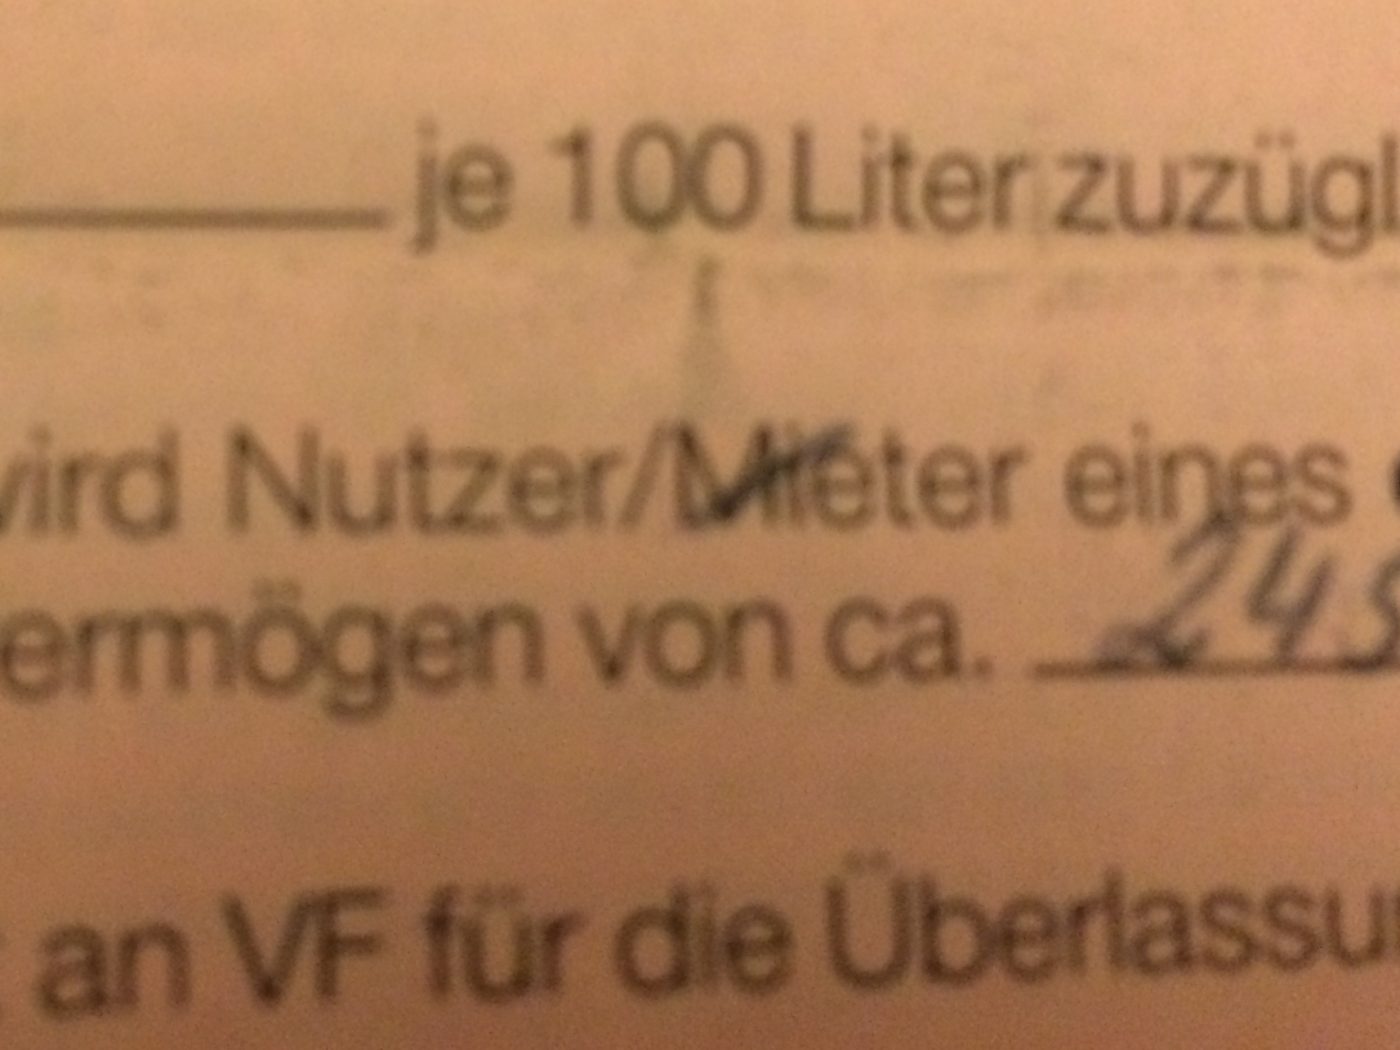 je 100 Liter zuzügl
wird Nutzer/Mieter eines
ermögen von ca. 245
an VF für die Überlassu